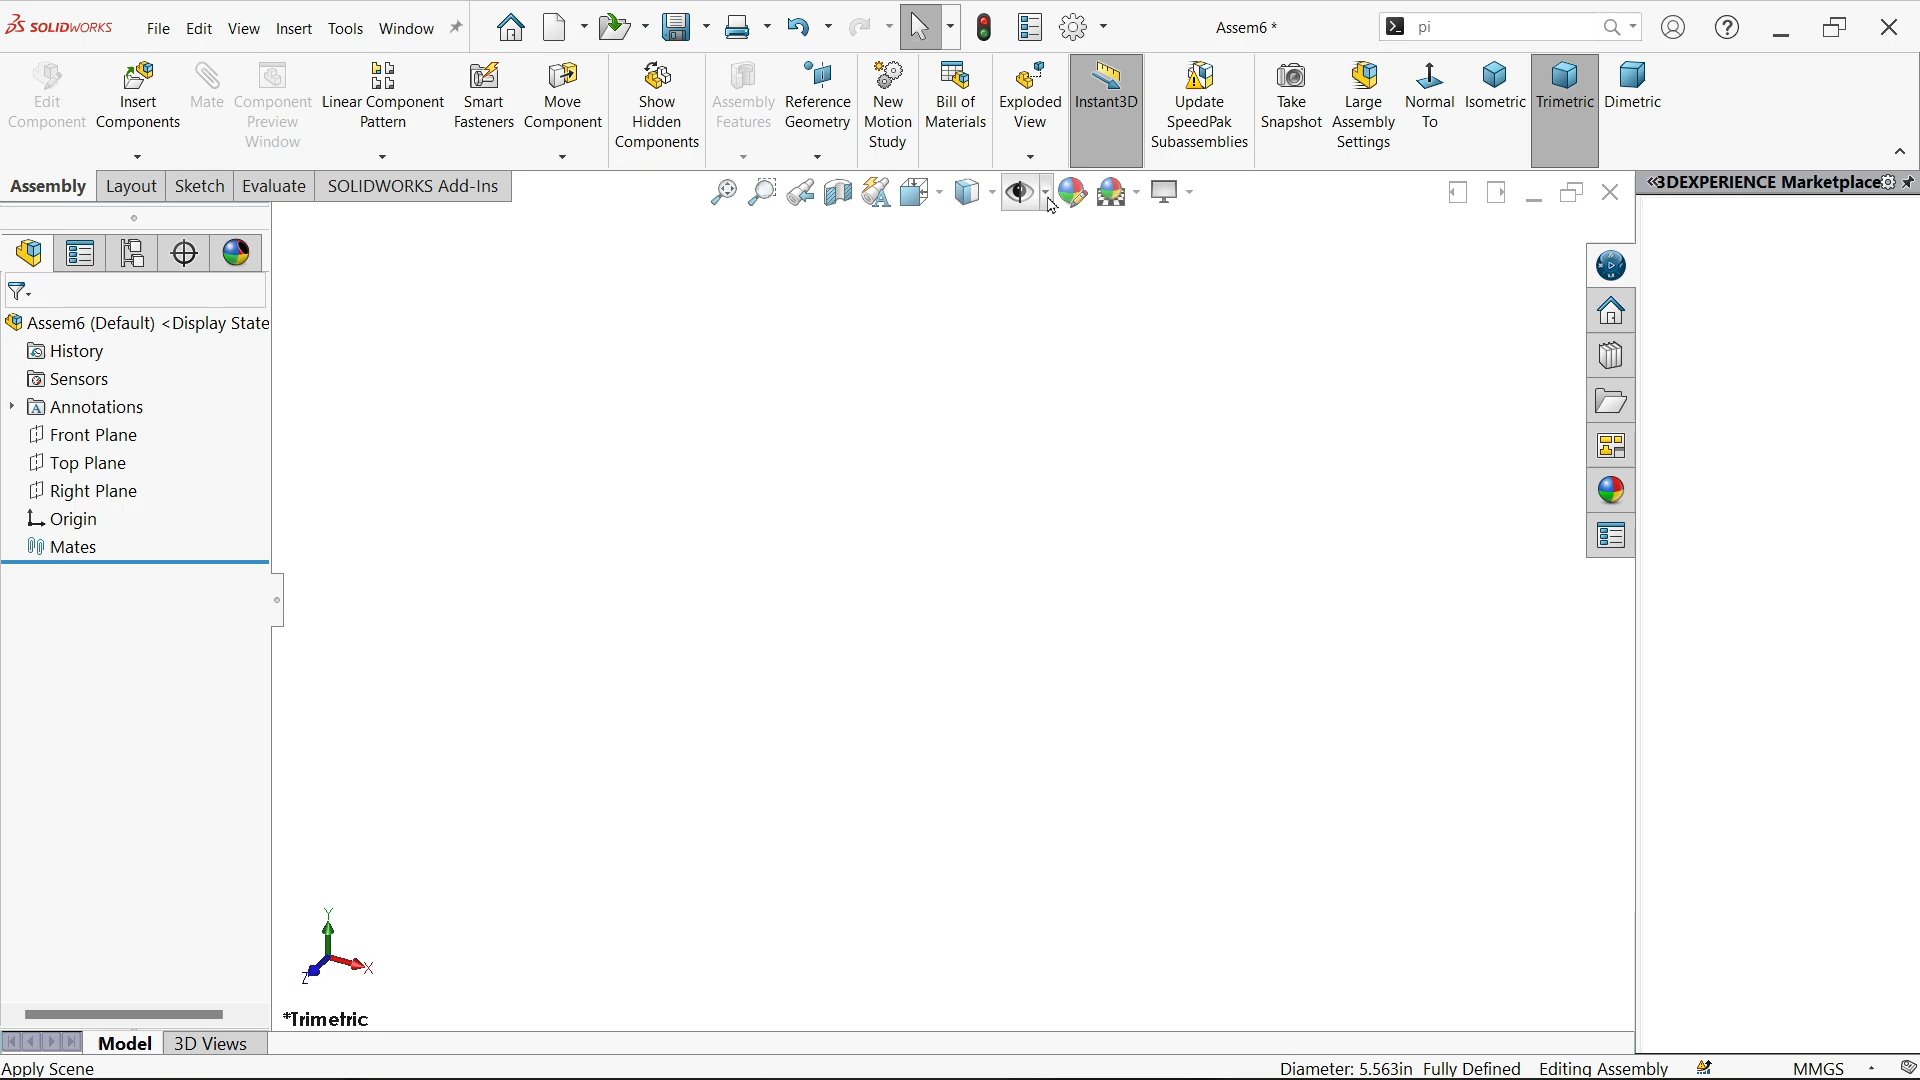 SOLIDWORKS File Edit View Insert Tools Window Assem6 * pi
Edit Component
Insert Components
Mate
Component Preview Window
Linear Component Pattern
Smart Fasteners
Move Component
Show Hidden Components
Assembly Features
Reference Geometry
New Motion Study
Bill of Materials
Exploded View
Instant3D
Update SpeedPak Subassemblies
Take Snapshot
Large Assembly Settings
Normal To
Isometric
Trimetric
Dimetric
Assembly Layout Sketch Evaluate SOLIDWORKS Add-Ins
3DEXPERIENCE Marketplace
Assem6 (Default) <Display State
History
Sensors
Annotations
Front Plane
Top Plane
Right Plane
Origin
Mates
Y
X
Z
*Trimetric
Model 3D Views
Apply Scene Diameter: 5.563in Fully Defined Editing Assembly MMGS